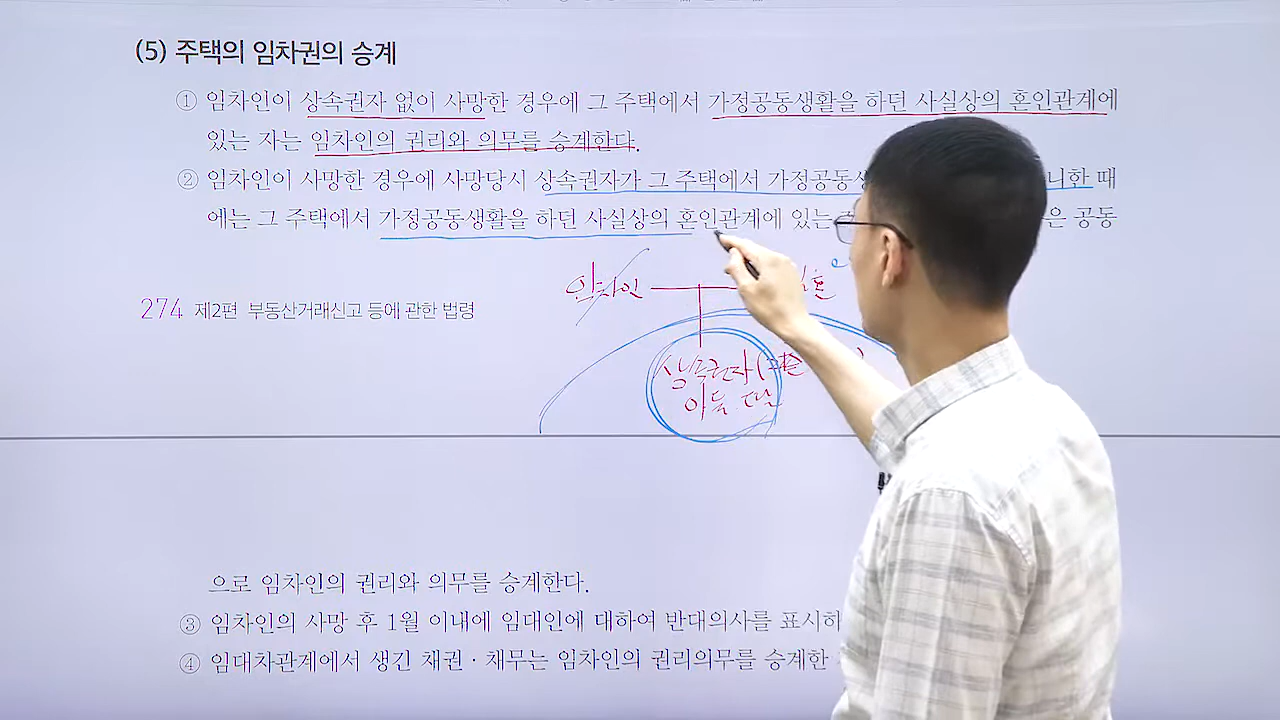 (5) 주택의 임차권의 승계
① 임차인이 상속권자 없이 사망한 경우에 그 주택에서 가정공동생활을 하던 사실상의 혼인관계에
있는 자는 임차인의 권리와 의무를 승계한다.
② 임차인이 사망한 경우에 사망당시 상속권자가 그 주택에서 때
에는 그 주택에서 가정공동생활을 하던 사실상의 혼인관계에 있는 공동
임차인
274 제2편 부동산거래신고 등에 관한 법령
상속권자
아들 딸
으로 임차인의 권리와 의무를 승계한다.
③ 임차인의 사망 후 1월 이내에 임대인에 대하여 반대의사를
④ 임대차관계에서 생긴 채권·채무는 임차인의 권리의무를 승계한